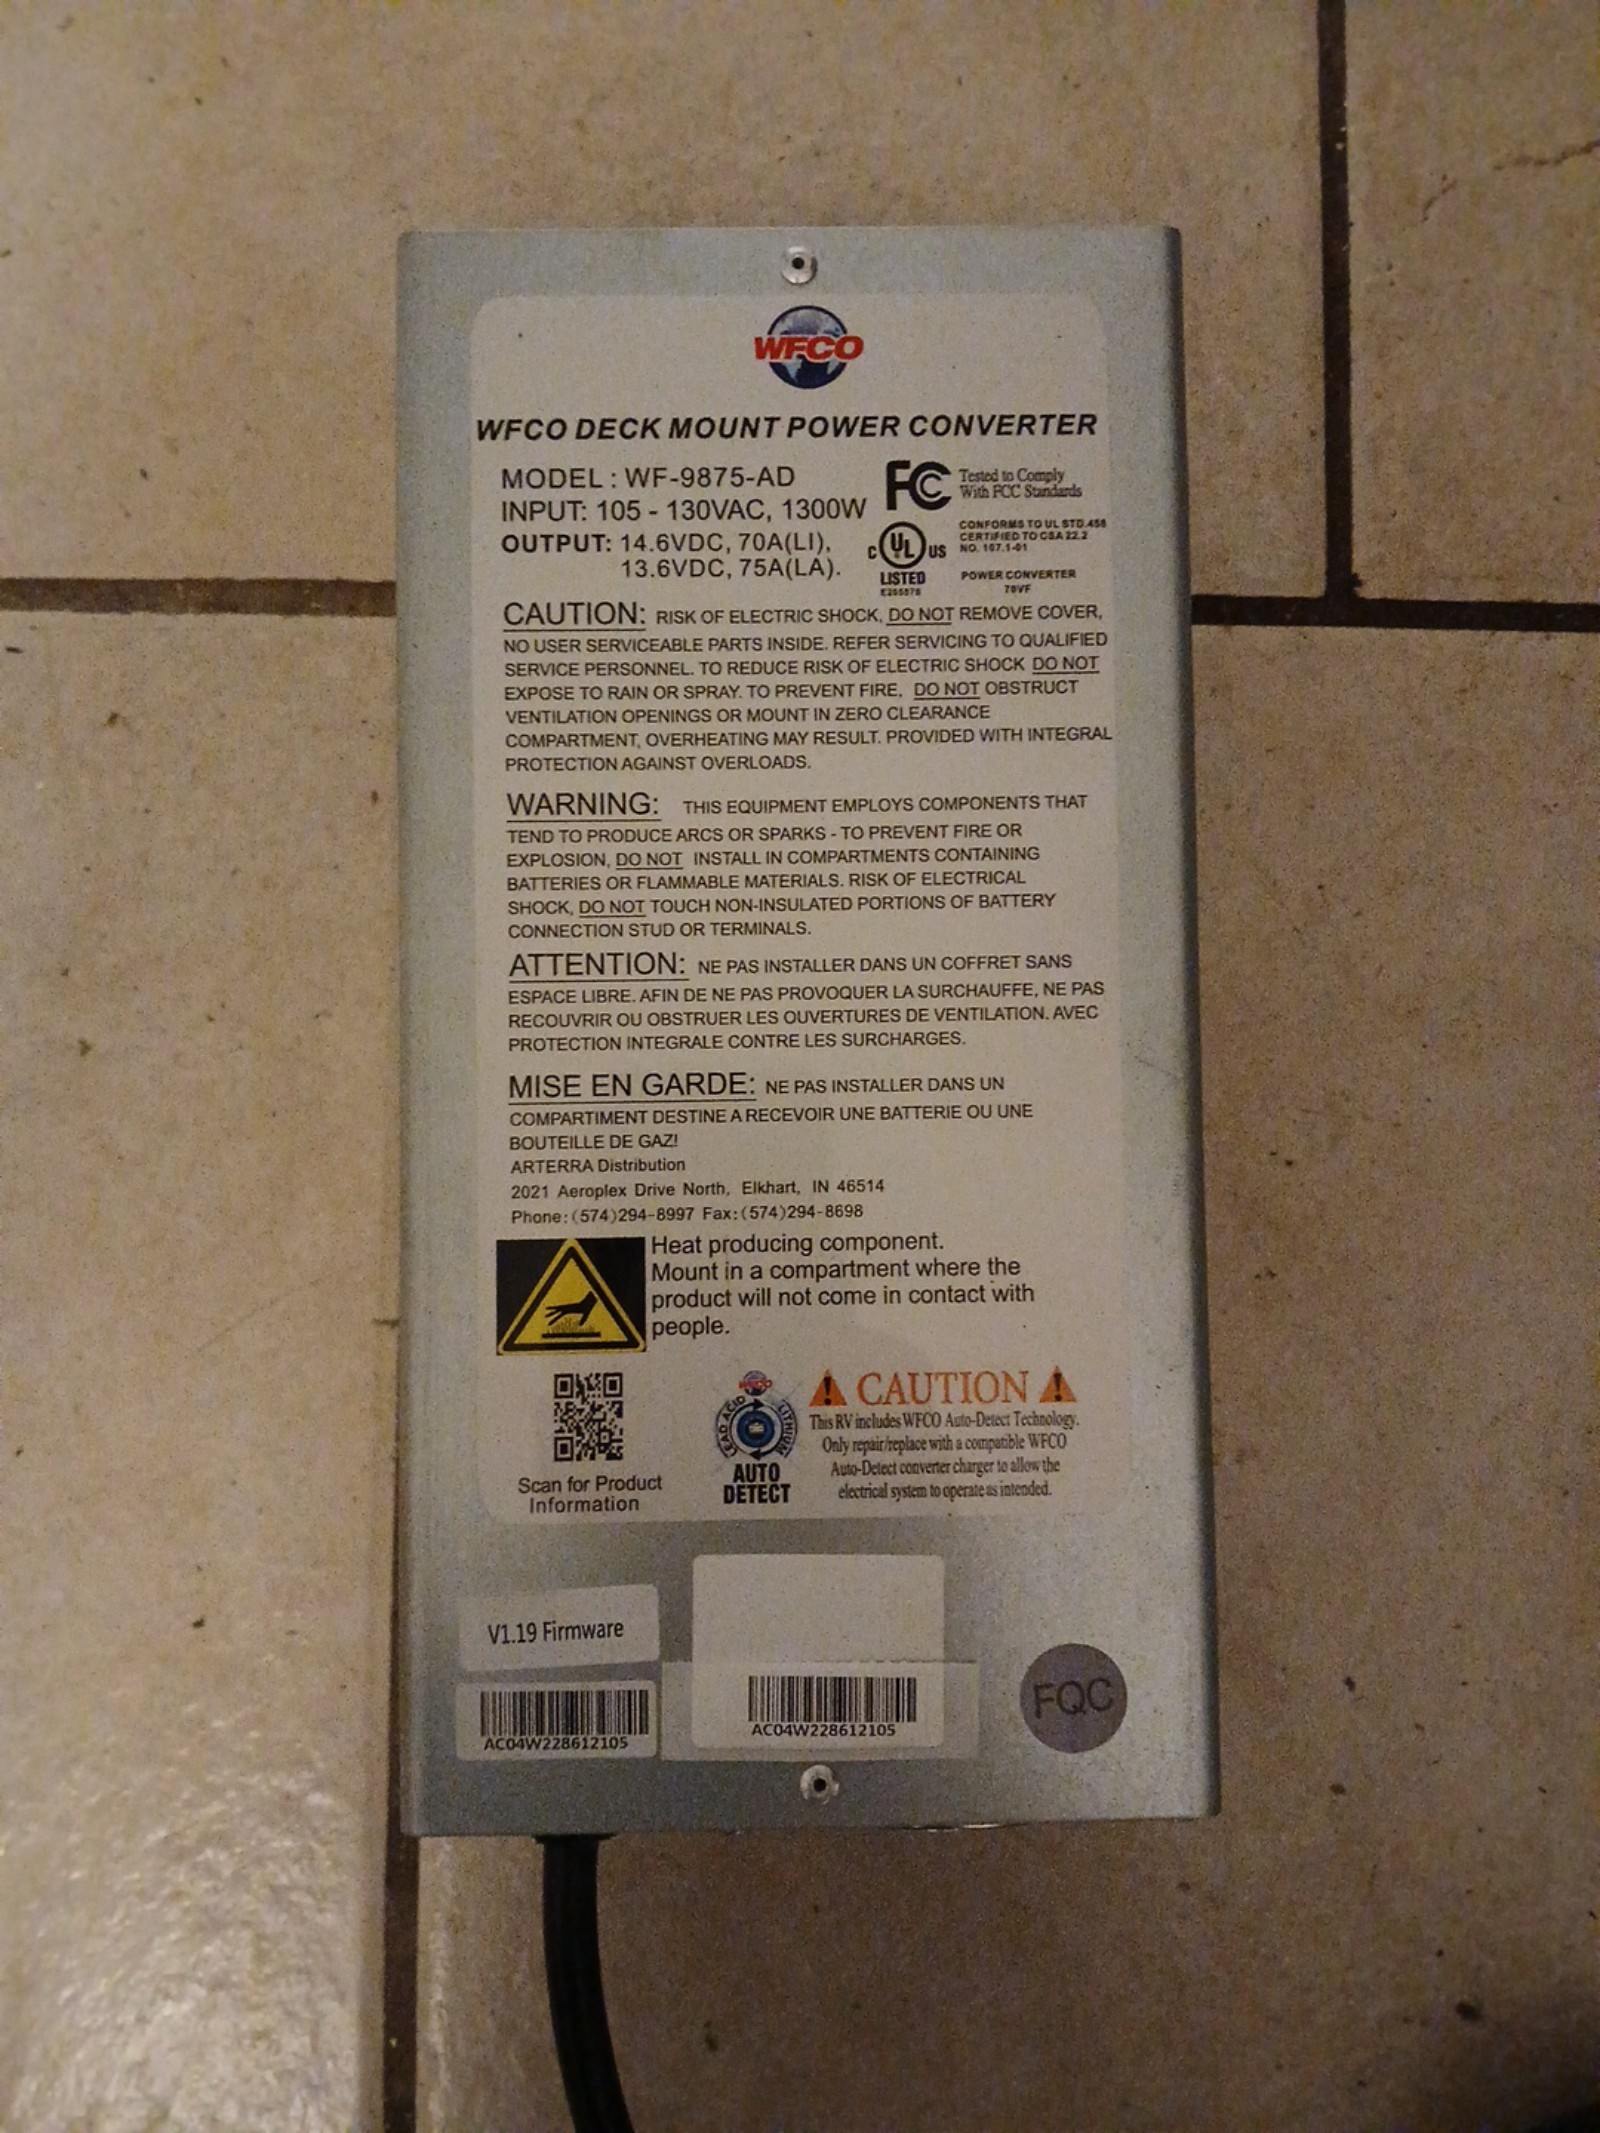 WFCO
WFCO DECK MOUNT POWER CONVERTER
MODEL : WF-9875-AD
INPUT: 105 - 130VAC, 1300W
OUTPUT: 14.6VDC, 70A(LI),
13.6VDC, 75A(LA).
FC Tested to Comply
With FCC Standards
C UL US
LISTED
CONFORMS TO UL STD.458
CERTIFIED TO CSA 22.2
NO. 107.1-01
POWER CONVERTER
CAUTION: RISK OF ELECTRIC SHOCK, DO NOT REMOVE COVER,
NO USER SERVICEABLE PARTS INSIDE. REFER SERVICING TO QUALIFIED
SERVICE PERSONNEL. TO REDUCE RISK OF ELECTRIC SHOCK DO NOT
EXPOSE TO RAIN OR SPRAY. TO PREVENT FIRE, DO NOT OBSTRUCT
VENTILATION OPENINGS OR MOUNT IN ZERO CLEARANCE
COMPARTMENT, OVERHEATING MAY RESULT. PROVIDED WITH INTEGRAL
PROTECTION AGAINST OVERLOADS.
WARNING: THIS EQUIPMENT EMPLOYS COMPONENTS THAT
TEND TO PRODUCE ARCS OR SPARKS - TO PREVENT FIRE OR
EXPLOSION, DO NOT INSTALL IN COMPARTMENTS CONTAINING
BATTERIES OR FLAMMABLE MATERIALS. RISK OF ELECTRICAL
SHOCK, DO NOT TOUCH NON-INSULATED PORTIONS OF BATTERY
CONNECTION STUD OR TERMINALS.
ATTENTION: NE PAS INSTALLER DANS UN COFFRET SANS
ESPACE LIBRE. AFIN DE NE PAS PROVOQUER LA SURCHAUFFE, NE PAS
RECOUVRIR OU OBSTRUER LES OUVERTURES DE VENTILATION. AVEC
PROTECTION INTEGRALE CONTRE LES SURCHARGES.
MISE EN GARDE: NE PAS INSTALLER DANS UN
COMPARTIMENT DESTINE A RECEVOIR UNE BATTERIE OU UNE
BOUTEILLE DE GAZ!
ARTERRA Distribution
2021 Aeroplex Drive North, Elkhart, IN 46514
Phone:(574)294-8997 Fax:(574)294-8698
Heat producing component.
Mount in a compartment where the
product will not come in contact with
people.
Scan for Product
Information
WFCO
LEAD ACID LITHIUM
AUTO
DETECT
CAUTION
This RV includes WFCO Auto-Detect Technology.
Only repair/replace with a compatible WFCO
Auto-Detect converter charger to allow the
electrical system to operate as intended.
V1.19 Firmware
AC04W228612105
AC04W228612105
FQC